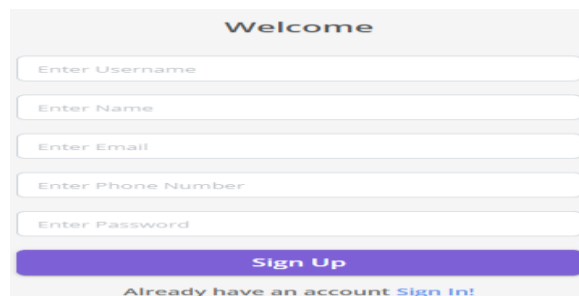 Welcome
Enter Username
Enter Name
Enter Email
Enter Phone Number
Enter Password
Sign Up
Already have an account Sign In!